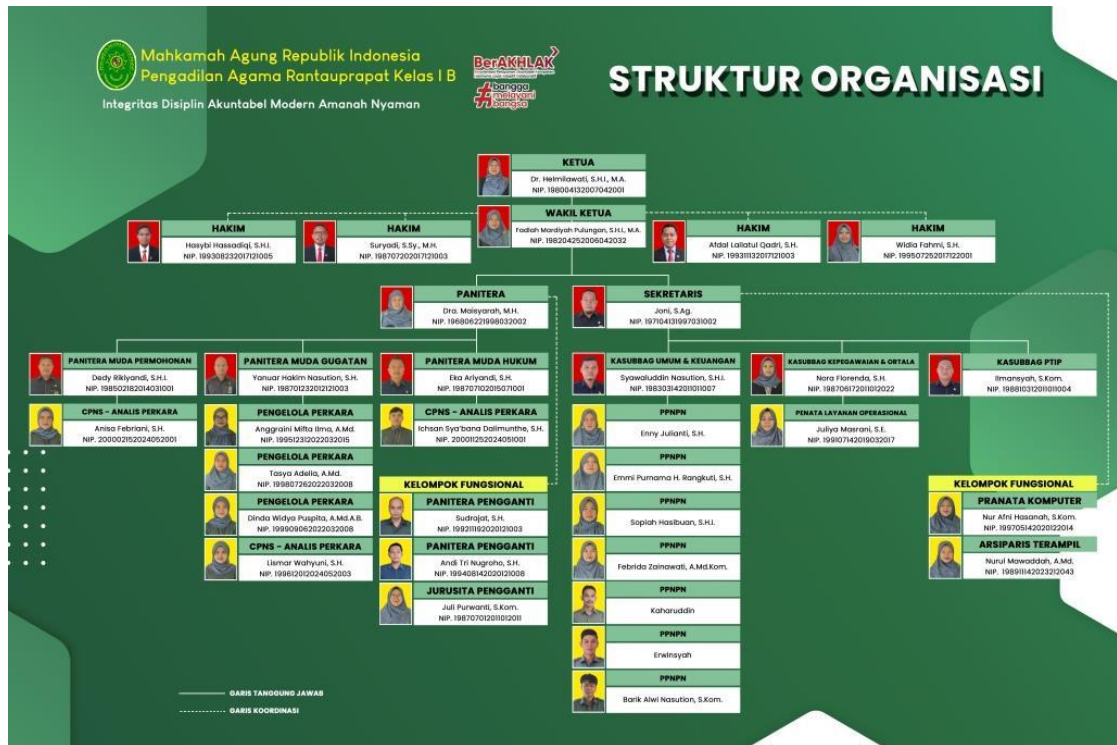 Mahkamah Agung Republik Indonesia
Pengadilan Agama Rantauprapat Kelas I B
Integritas Disiplin Akuntabel Modern Amanah Nyaman
BerAKHLAK
#bangga
melayani
bangsa
STRUKTUR ORGANISASI
KETUA
Dr. Helmilawati, S.H.I., M.A.
NIP. 198004132007042001
WAKIL KETUA
Fadlah Mardiyah Pulungan, S.H.I., M.A.
NIP. 198204252006042032
HAKIM
Hasybi Hassadiqi, S.H.I.
NIP. 199308232017121005
HAKIM
Suryadi, S.Sy., M.H.
NIP. 198707202017121003
HAKIM
Afdal Lailatul Qadri, S.H.
NIP. 199311132017121003
HAKIM
Widia Fahmi, S.H.
NIP. 199507252017122001
PANITERA
Dra. Maisyarah, M.H.
NIP. 196806221998032002
SEKRETARIS
Joni, S.Ag.
NIP. 197104131997031002
PANITERA MUDA PERMOHONAN
Dedy Rikiyandi, S.H.I.
NIP. 198502182014031001
CPNS - ANALIS PERKARA
Anisa Febriani, S.H.
NIP. 200002152024052001
PANITERA MUDA GUGATAN
Yanuar Hakim Nasution, S.H.
NIP. 198701232012121003
PENGELOLA PERKARA
Anggraini Mifta Ilma, A.Md.
NIP. 199512312022032015
PENGELOLA PERKARA
Tasya Adelia, A.Md.
NIP. 199807262022032008
PENGELOLA PERKARA
Dinda Widya Puspita, A.Md.A.B.
NIP. 199909062022032008
CPNS - ANALIS PERKARA
Lismar Wahyuni, S.H.
NIP. 199612012024052003
PANITERA MUDA HUKUM
Eka Ariyandi, S.H.
NIP. 198707102015071001
CPNS - ANALIS PERKARA
Ichsan Sya'bana Dalimunthe, S.H.
NIP. 200011252024051001
KELOMPOK FUNGSIONAL
PANITERA PENGGANTI
Sudrajat, S.H.
NIP. 199211192020121003
PANITERA PENGGANTI
Andi Tri Nugroho, S.H.
NIP. 199408142020121008
JURUSITA PENGGANTI
Juli Purwanti, S.Kom.
NIP. 198707012011012011
KASUBBAG UMUM & KEUANGAN
Syawaluddin Nasution, S.H.I.
NIP. 198303142011011007
PPNPN
Enny Julianti, S.H.
PPNPN
Emmi Purnama H. Rangkuti, S.H.
PPNPN
Sopiah Hasibuan, S.H.I.
PPNPN
Febrida Zainawati, A.Md.Kom.
PPNPN
Kaharuddin
PPNPN
Erwinsyah
PPNPN
Barik Alwi Nasution, S.Kom.
KASUBBAG KEPEGAWAIAN & ORTALA
Nora Florenda, S.H.
NIP. 198706172011012022
PENATA LAYANAN OPERASIONAL
Juliya Masrani, S.E.
NIP. 199107142019032017
KASUBBAG PTIP
Ilmansyah, S.Kom.
NIP. 198810312011011004
KELOMPOK FUNGSIONAL
PRANATA KOMPUTER
Nur Afni Hasanah, S.Kom.
NIP. 199705142020122014
ARSIPARIS TERAMPIL
Nurul Mawaddah, A.Md.
NIP. 198911142023212043
GARIS TANGGUNG JAWAB
GARIS KOORDINASI